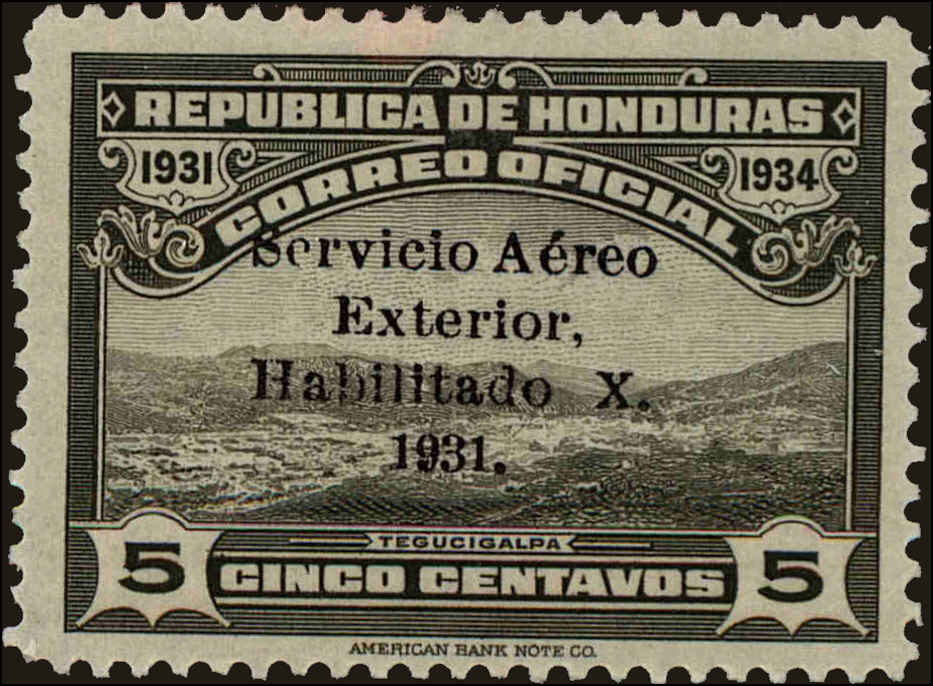 REPUBLICA DE HONDURAS
1931 1934
CORREO OFICIAL
Servicio Aéreo
Exterior,
Habilitado X.
1931.
TEGUCIGALPA
5 CINCO CENTAVOS 5
AMERICAN BANK NOTE CO.